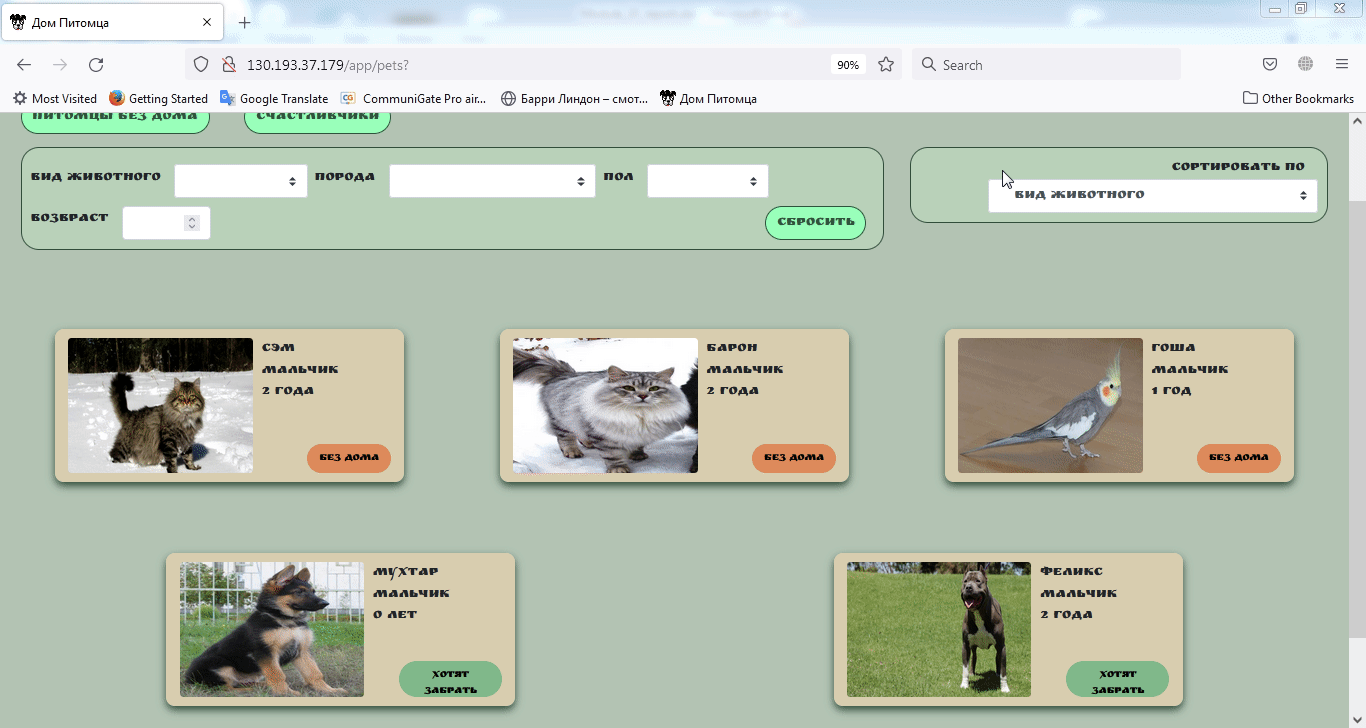 Дом Питомца
130.193.37.179/app/pets?
90%
Search
Most Visited
Getting Started
Google Translate
CommuniGate Pro air...
Барри Линдон – смот...
Дом Питомца
Other Bookmarks
ПИТОМЦЫ БЕЗ ДОМА
СЧАСТЛИВЧИКИ
ВИД ЖИВОТНОГО
ПОРОДА
ПОЛ
ВОЗВРАСТ
СБРОСИТЬ
СОРТИРОВАТЬ ПО
ВИД ЖИВОТНОГО
СЭМ
МАЛЬЧИК
2 ГОДА
БЕЗ ДОМА
БАРОН
МАЛЬЧИК
2 ГОДА
БЕЗ ДОМА
ГОША
МАЛЬЧИК
1 ГОД
БЕЗ ДОМА
МУХТАР
МАЛЬЧИК
0 ЛЕТ
ХОТЯТ
ЗАБРАТЬ
ФЕЛИКС
МАЛЬЧИК
2 ГОДА
ХОТЯТ
ЗАБРАТЬ